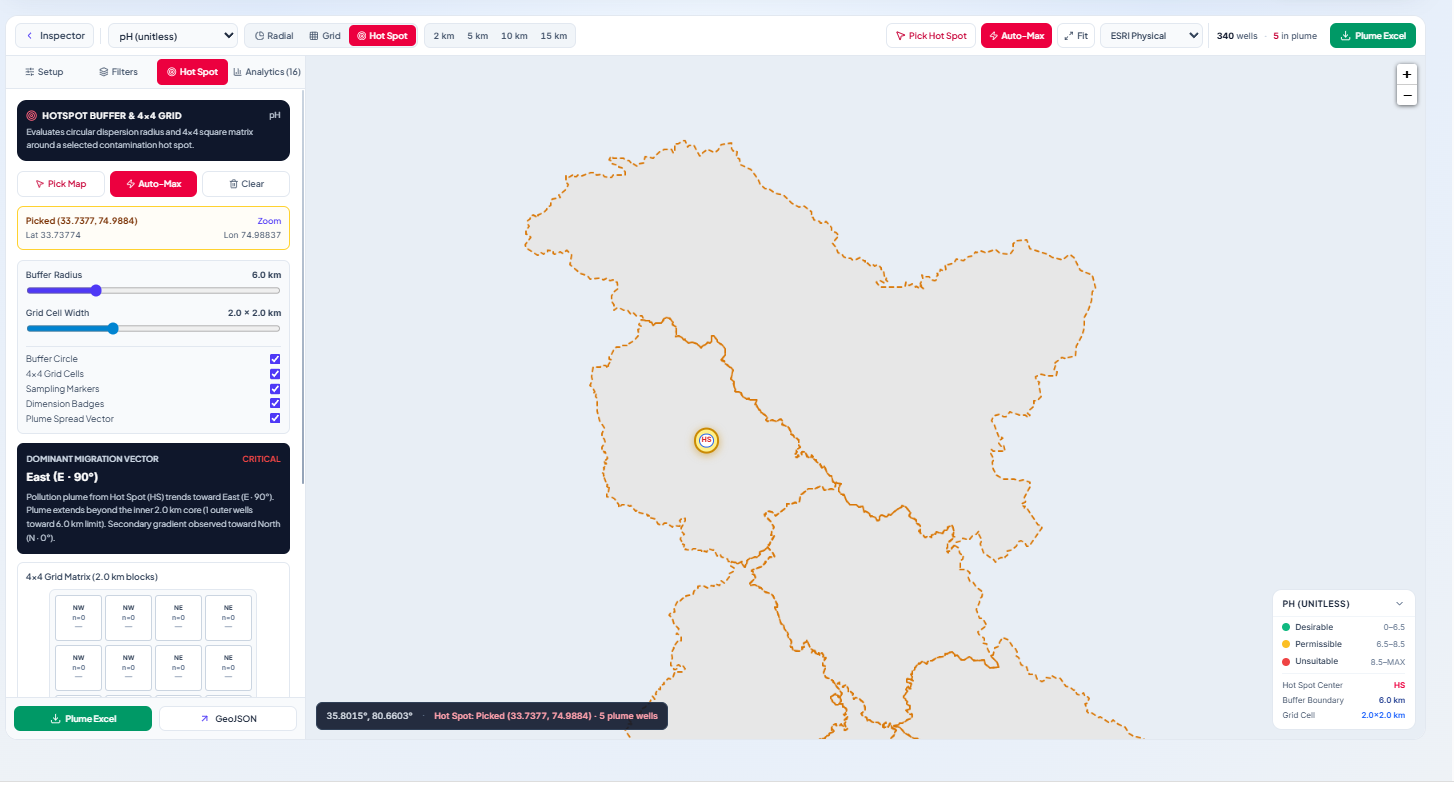 Inspector
pH (unitless)
Radial
Grid
Hot Spot
2 km 5 km 10 km 15 km
Pick Hot Spot
Auto-Max
Fit
ESRI Physical
340 wells · 5 in plume
Plume Excel
Setup
Filters
Hot Spot
Analytics (16)
+
−
HOTSPOT BUFFER & 4×4 GRID pH
Evaluates circular dispersion radius and 4×4 square matrix
around a selected contamination hot spot.
Pick Map
Auto-Max
Clear
Picked (33.7377, 74.9884) Zoom
Lat 33.73774 Lon 74.98837
Buffer Radius 6.0 km
Grid Cell Width 2.0 × 2.0 km
Buffer Circle
4×4 Grid Cells
Sampling Markers
Dimension Badges
Plume Spread Vector
HS
DOMINANT MIGRATION VECTOR CRITICAL
East (E · 90°)
Pollution plume from Hot Spot (HS) trends toward East (E · 90°).
Plume extends beyond the inner 2.0 km core (1 outer wells
toward 6.0 km limit). Secondary gradient observed toward North
(N · 0°).
4×4 Grid Matrix (2.0 km blocks)
NW NW NE NE
n=0 n=0 n=0 n=0
— — — —
NW NW NE NE
n=0 n=0 n=0 n=0
— — — —
Plume Excel
GeoJSON
35.8015°, 80.6603° · Hot Spot: Picked (33.7377, 74.9884) · 5 plume wells
PH (UNITLESS)
Desirable 0–6.5
Permissible 6.5–8.5
Unsuitable 8.5–MAX
Hot Spot Center HS
Buffer Boundary 6.0 km
Grid Cell 2.0×2.0 km